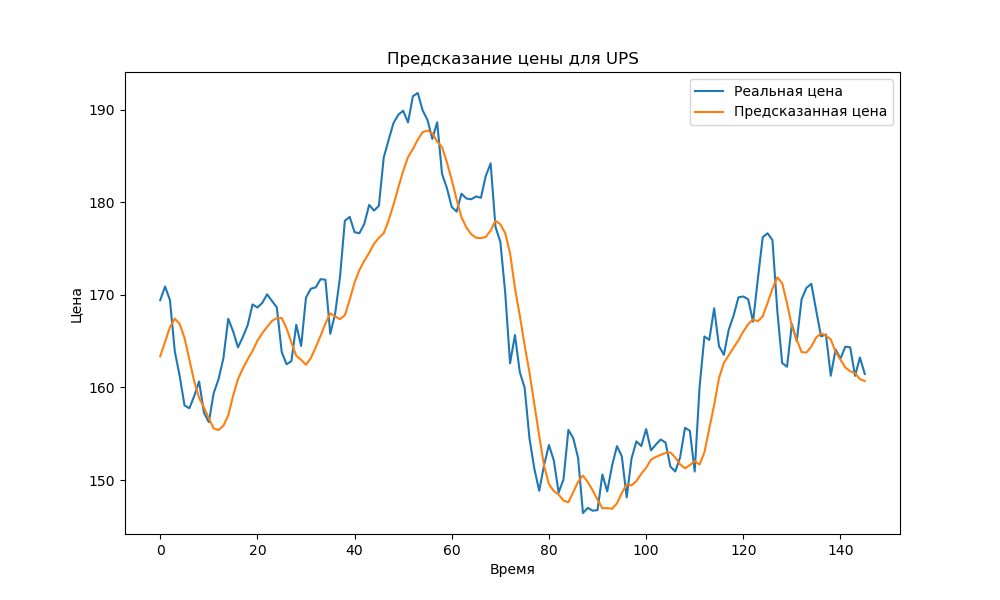 Предсказание цены для UPS
Реальная цена
Предсказанная цена
Цена
190
180
170
160
150
0 20 40 60 80 100 120 140
Время